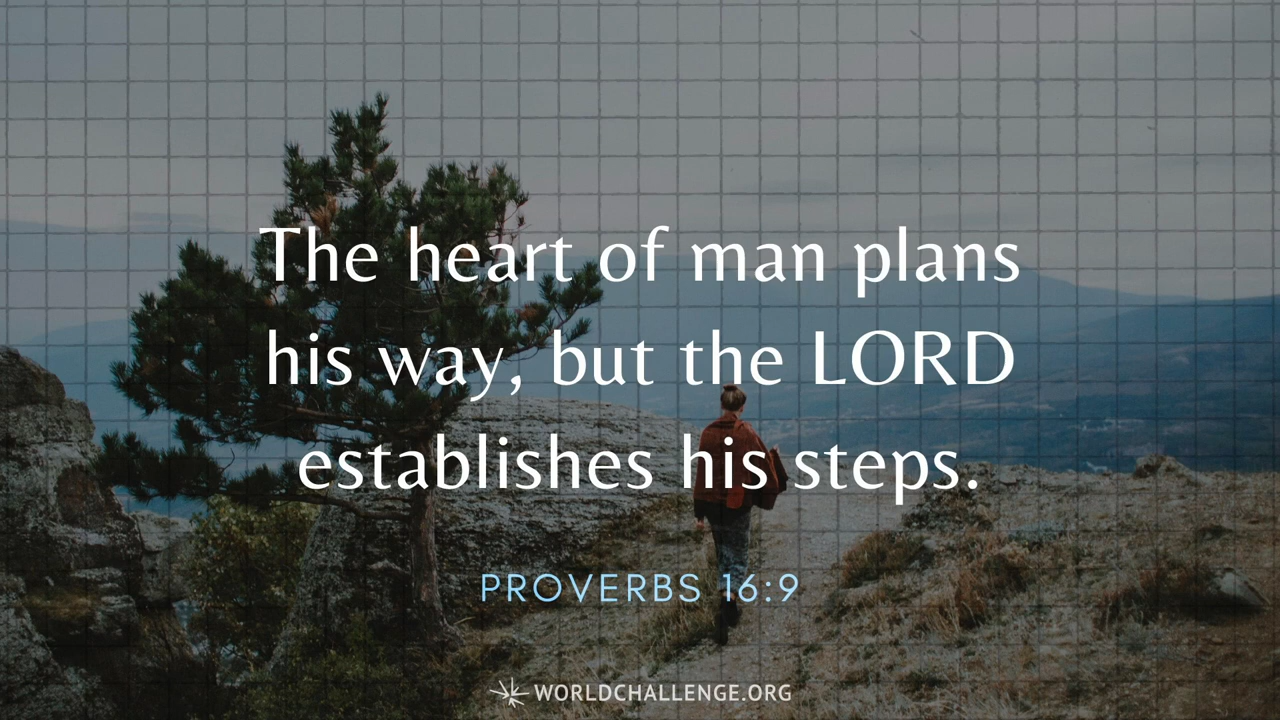 The heart of man plans
his way, but the LORD
establishes his steps.
PROVERBS 16:9
WORLDCHALLENGE.ORG